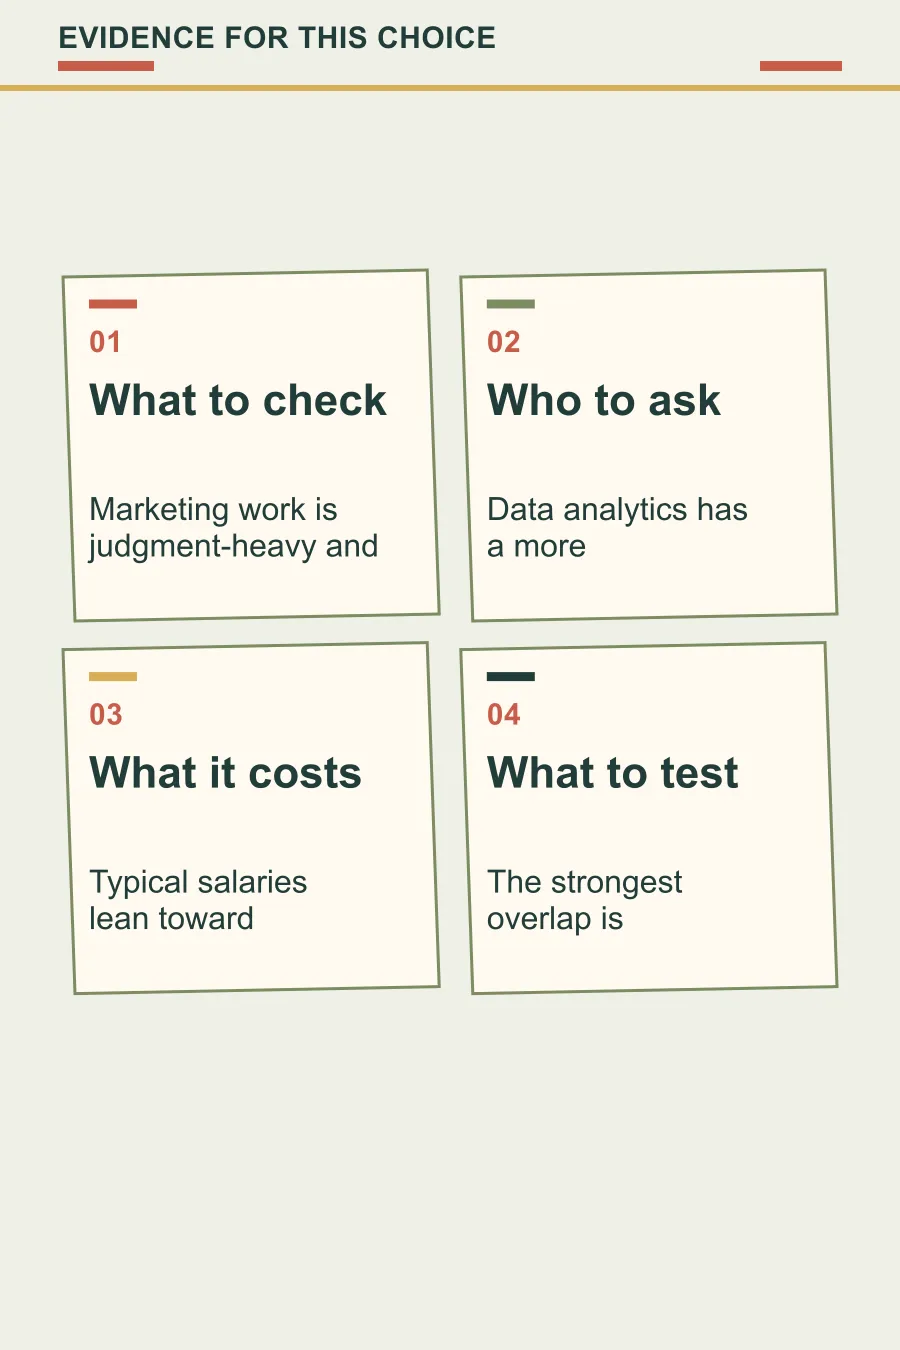 EVIDENCE FOR THIS CHOICE
01
What to check
Marketing work is
judgment-heavy and
02
Who to ask
Data analytics has
a more
03
What it costs
Typical salaries
lean toward
04
What to test
The strongest
overlap is